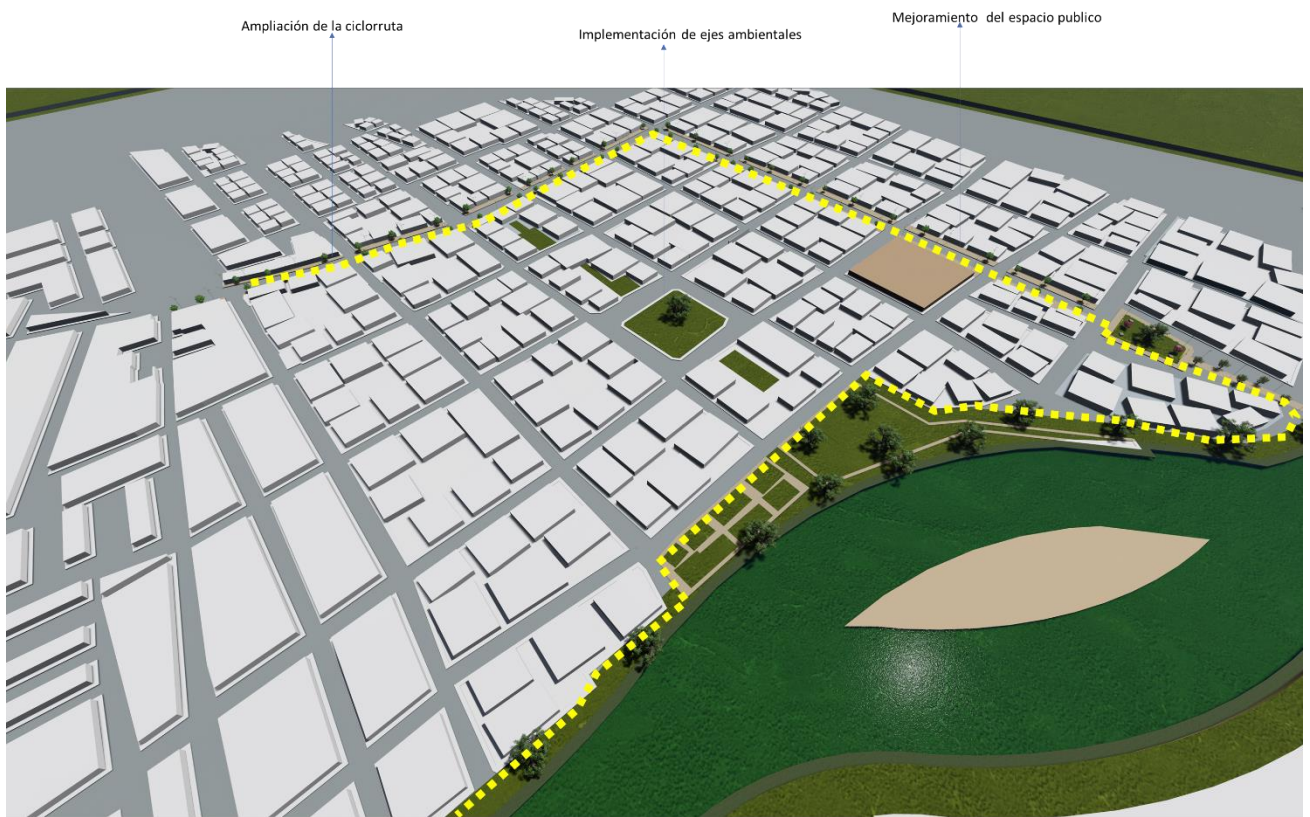 Ampliación de la ciclorruta
Implementación de ejes ambientales
Mejoramiento del espacio publico